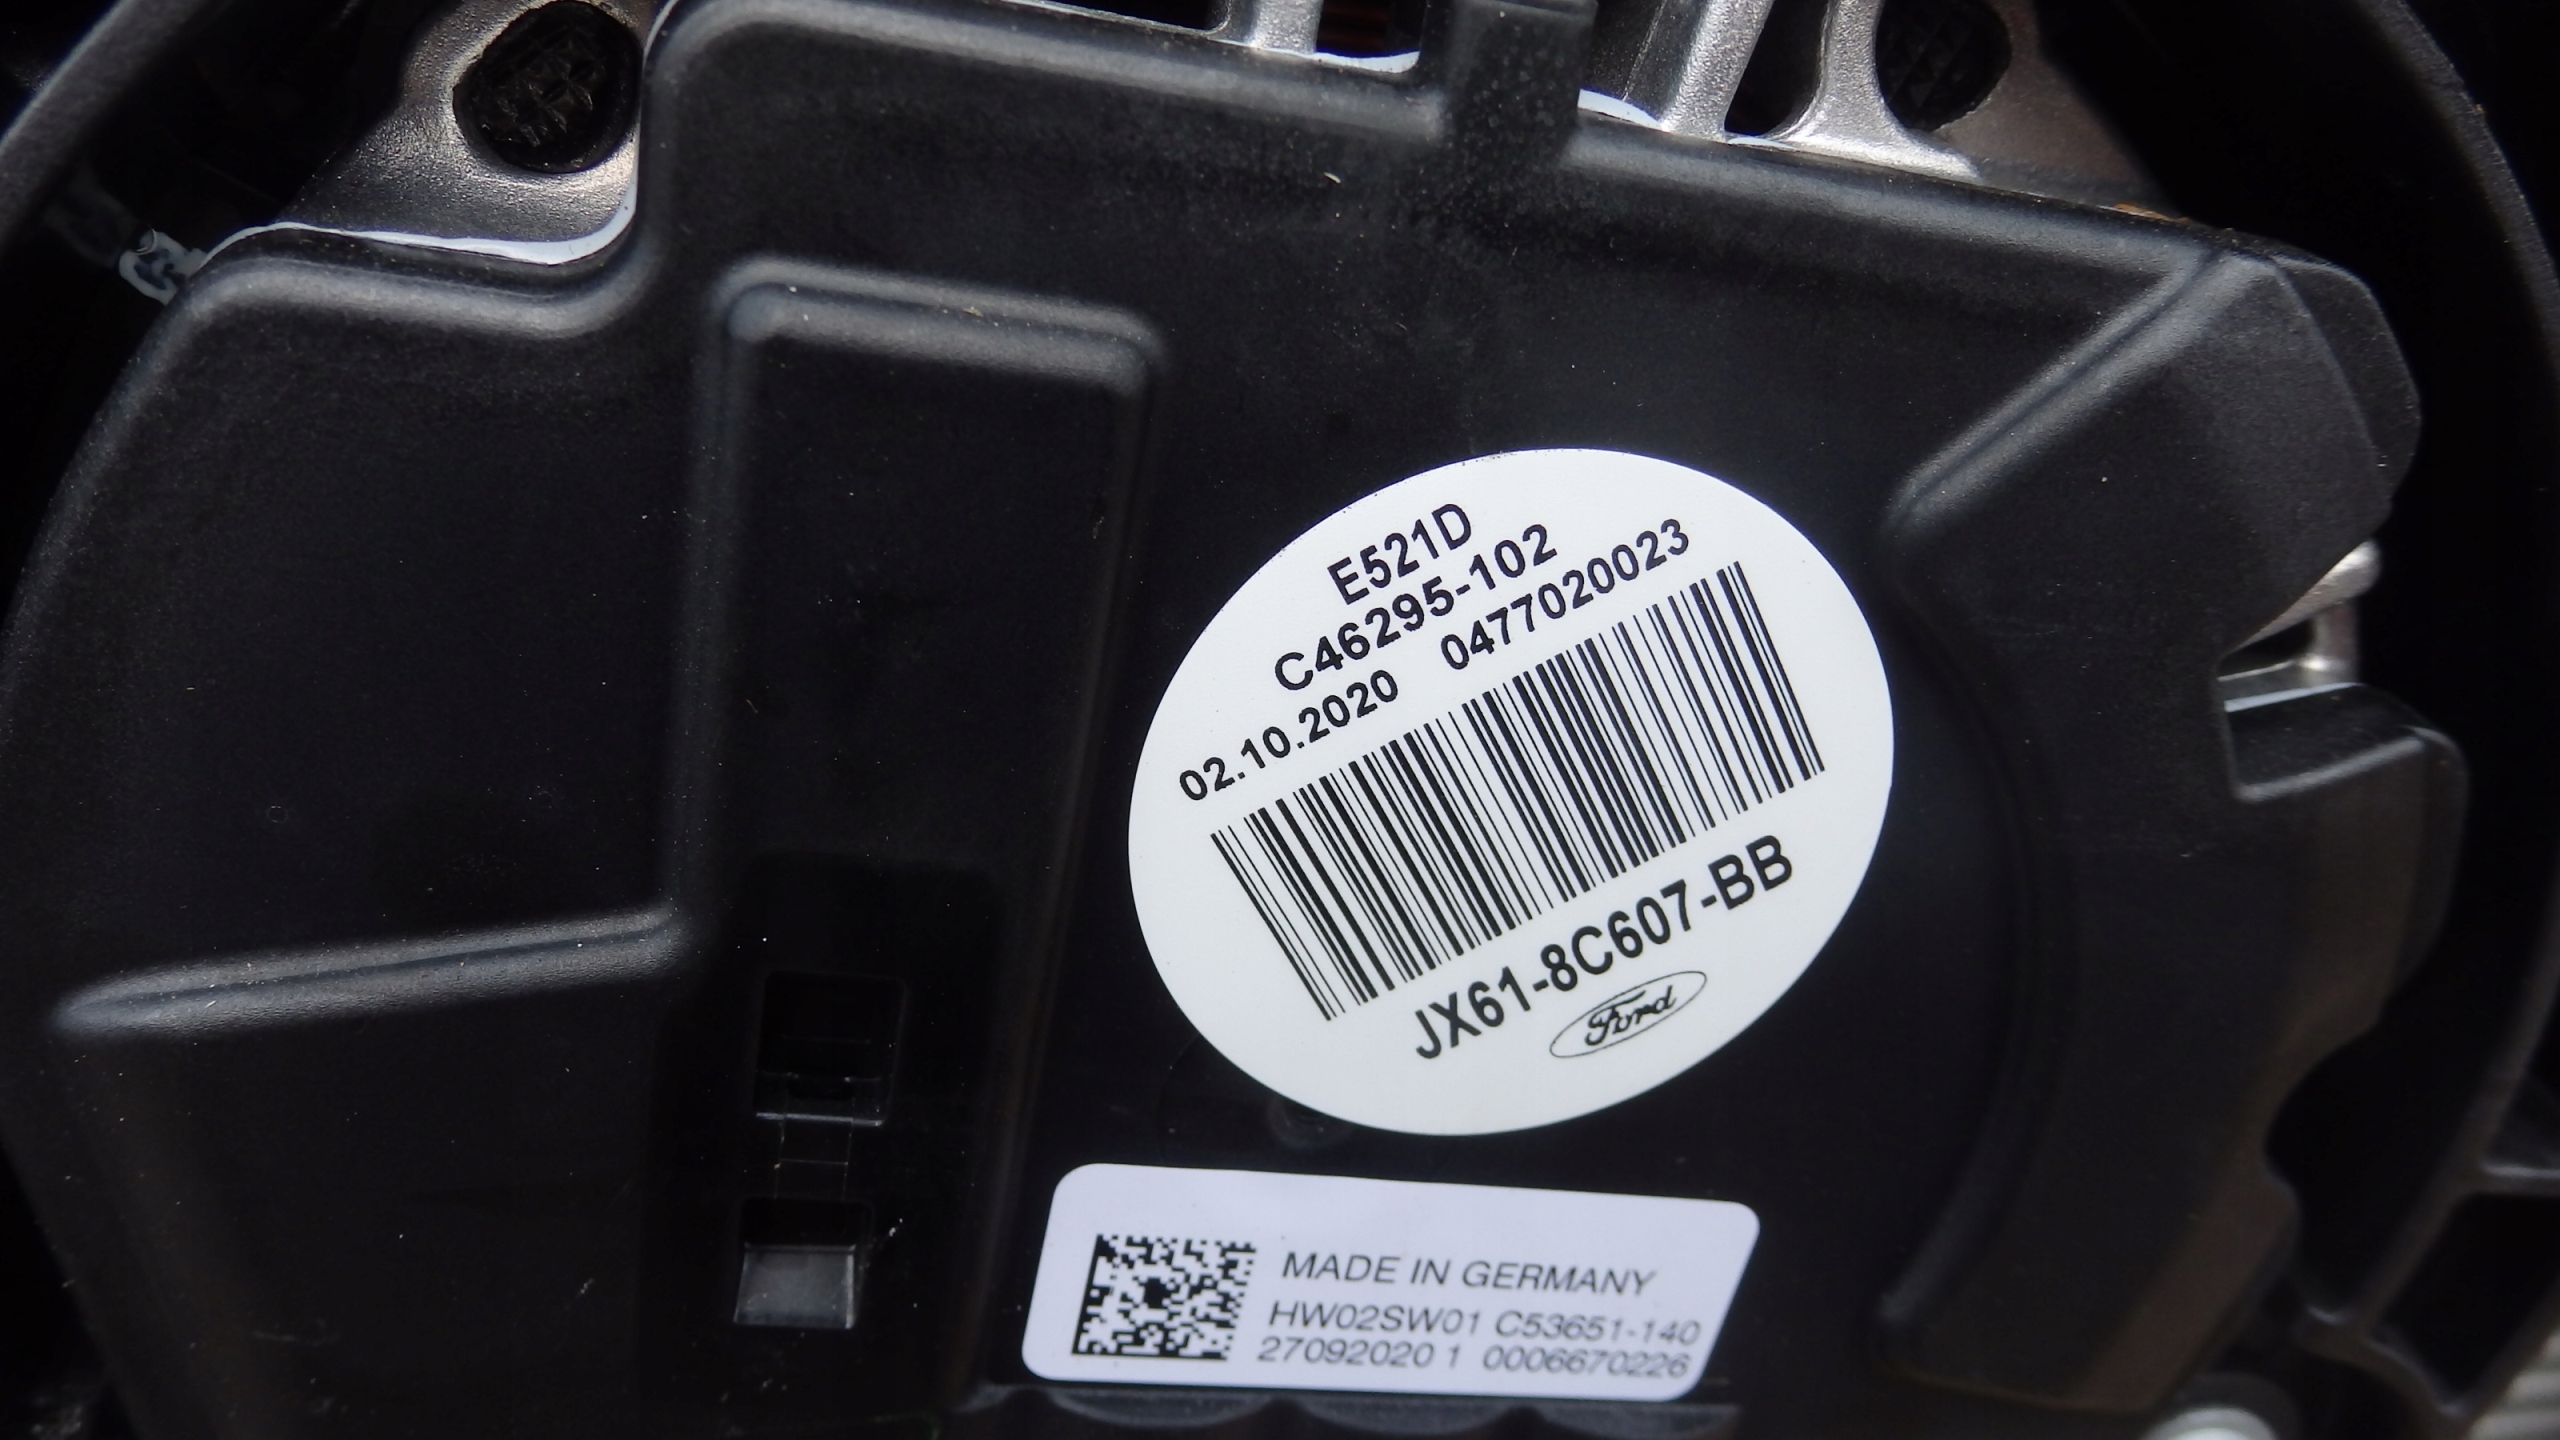 E521D
C46295-102
02.10.2020 0477020023
JX61-8C607-BB
Ford
MADE IN GERMANY
HW02SW01 C53651-140
27092020 1 0006670226